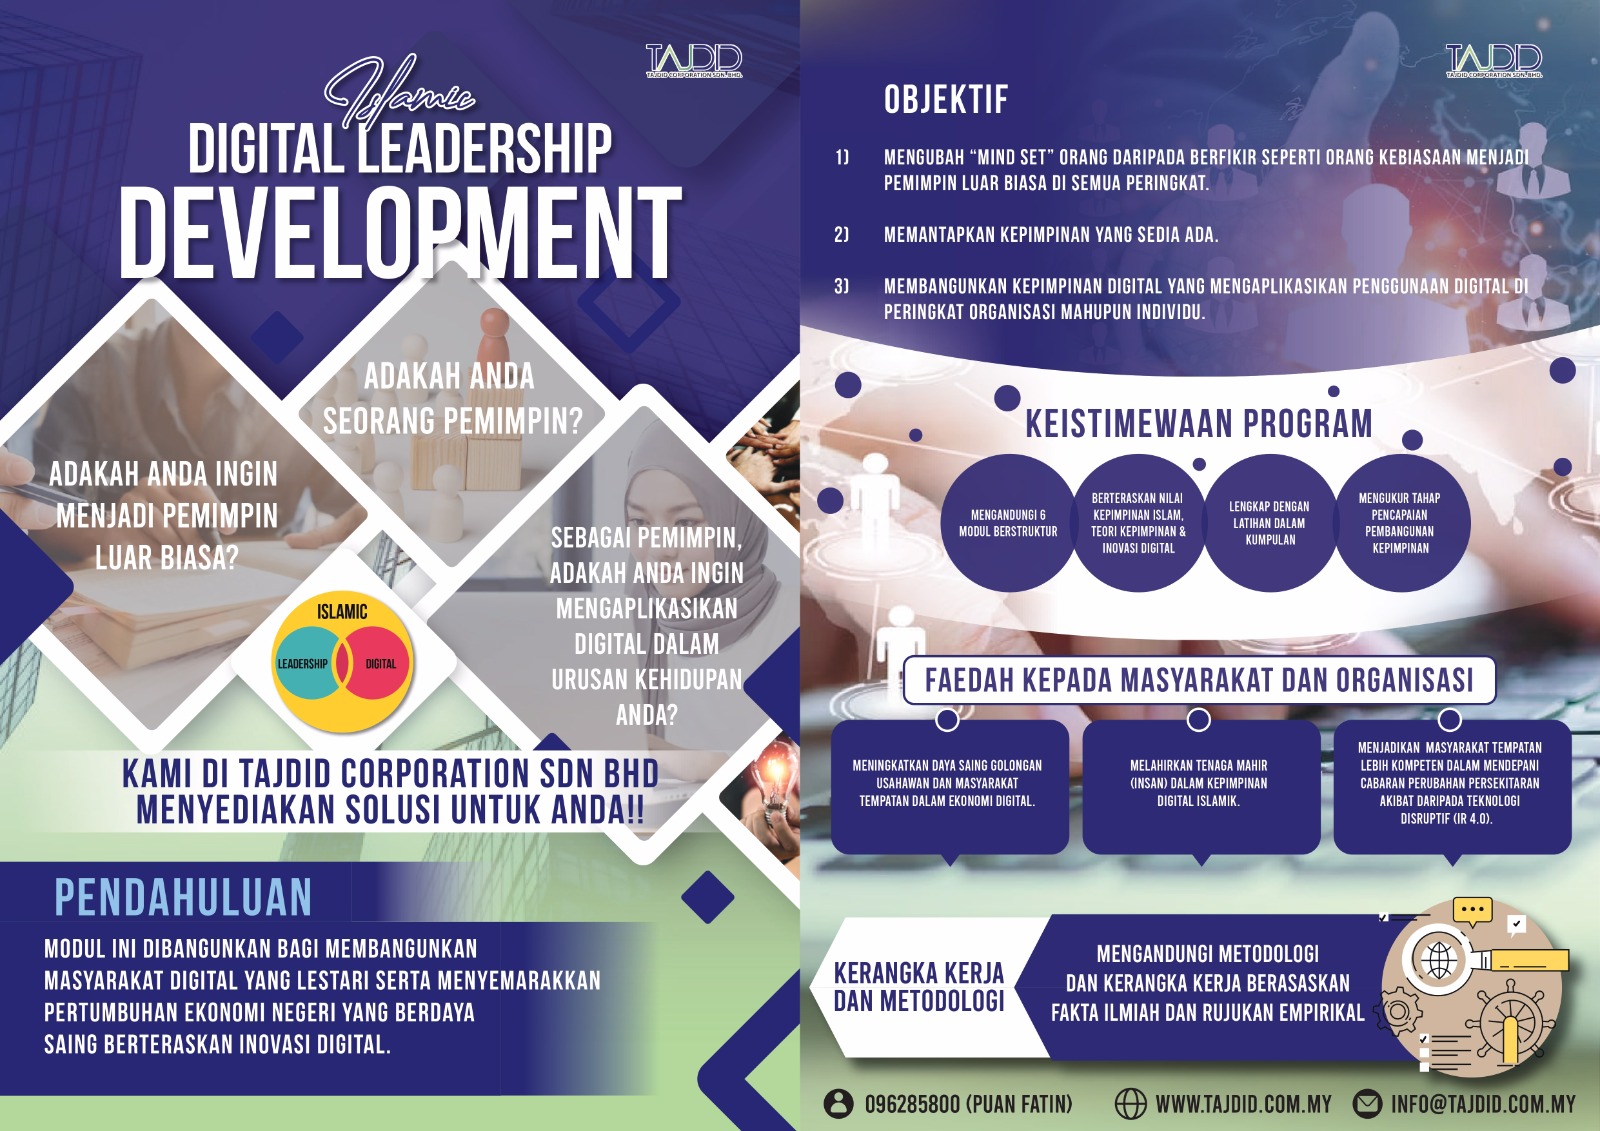 TAJDID
TAJDID CORPORATION SDN. BHD.
Islamic
DIGITAL LEADERSHIP
DEVELOPMENT
ADAKAH ANDA
SEORANG PEMIMPIN?
ADAKAH ANDA INGIN
MENJADI PEMIMPIN
LUAR BIASA?
SEBAGAI PEMIMPIN,
ADAKAH ANDA INGIN
MENGAPLIKASIKAN
DIGITAL DALAM
URUSAN KEHIDUPAN
ANDA?
ISLAMIC
LEADERSHIP
DIGITAL
KAMI DI TAJDID CORPORATION SDN BHD
MENYEDIAKAN SOLUSI UNTUK ANDA!!
PENDAHULUAN
MODUL INI DIBANGUNKAN BAGI MEMBANGUNKAN
MASYARAKAT DIGITAL YANG LESTARI SERTA MENYEMARAKKAN
PERTUMBUHAN EKONOMI NEGERI YANG BERDAYA
SAING BERTERASKAN INOVASI DIGITAL.
TAJDID
TAJDID CORPORATION SDN. BHD.
OBJEKTIF
1) MENGUBAH “MIND SET” ORANG DARIPADA BERFIKIR SEPERTI ORANG KEBIASAAN MENJADI
PEMIMPIN LUAR BIASA DI SEMUA PERINGKAT.
2) MEMANTAPKAN KEPIMPINAN YANG SEDIA ADA.
3) MEMBANGUNKAN KEPIMPINAN DIGITAL YANG MENGAPLIKASIKAN PENGGUNAAN DIGITAL DI
PERINGKAT ORGANISASI MAHUPUN INDIVIDU.
KEISTIMEWAAN PROGRAM
MENGANDUNGI 6
MODUL BERSTRUKTUR
BERTERASKAN NILAI
KEPIMPINAN ISLAM,
TEORI KEPIMPINAN &
INOVASI DIGITAL
LENGKAP DENGAN
LATIHAN DALAM
KUMPULAN
MENGUKUR TAHAP
PENCAPAIAN
PEMBANGUNAN
KEPIMPINAN
FAEDAH KEPADA MASYARAKAT DAN ORGANISASI
MENINGKATKAN DAYA SAING GOLONGAN
USAHAWAN DAN MASYARAKAT
TEMPATAN DALAM EKONOMI DIGITAL.
MELAHIRKAN TENAGA MAHIR
(INSAN) DALAM KEPIMPINAN
DIGITAL ISLAMIK.
MENJADIKAN MASYARAKAT TEMPATAN
LEBIH KOMPETEN DALAM MENDEPANI
CABARAN PERUBAHAN PERSEKITARAN
AKIBAT DARIPADA TEKNOLOGI
DISRUPTIF (IR 4.0).
KERANGKA KERJA
DAN METODOLOGI
MENGANDUNGI METODOLOGI
DAN KERANGKA KERJA BERASASKAN
FAKTA ILMIAH DAN RUJUKAN EMPIRIKAL
096285800 (PUAN FATIN)
WWW.TAJDID.COM.MY
INFO@TAJDID.COM.MY